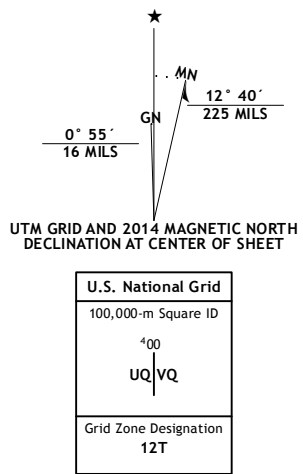 MN
GN
12° 40´
225 MILS
0° 55´
16 MILS
UTM GRID AND 2014 MAGNETIC NORTH
DECLINATION AT CENTER OF SHEET
U.S. National Grid
100,000-m Square ID
⁴00
UQ VQ
Grid Zone Designation
12T